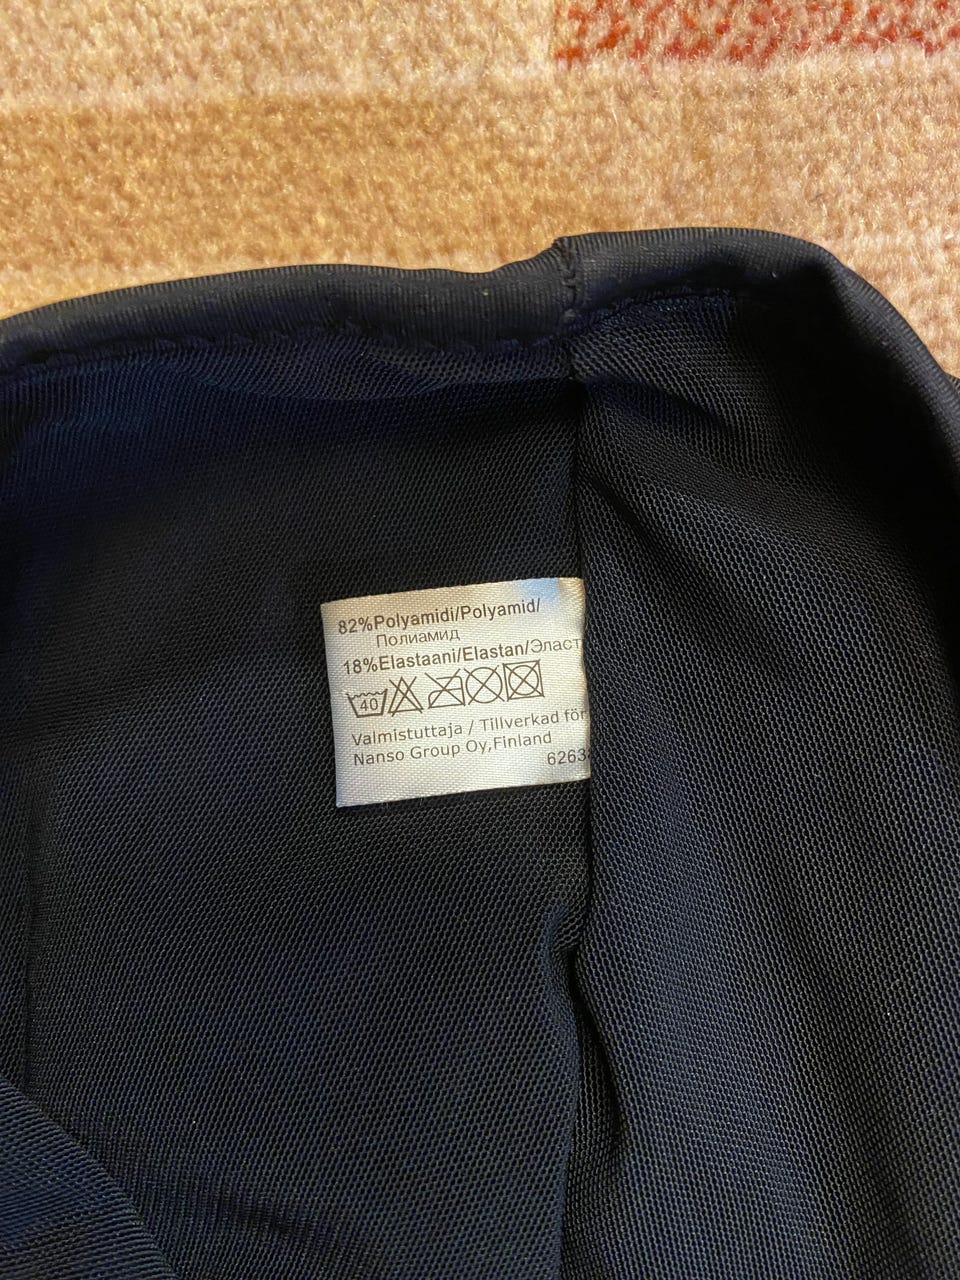 82%Polyamidi/Polyamid/
Полиамид
18%Elastaani/Elastan/Эласт
40
Valmistuttaja / Tillverkad för
Nanso Group Oy,Finland
6263